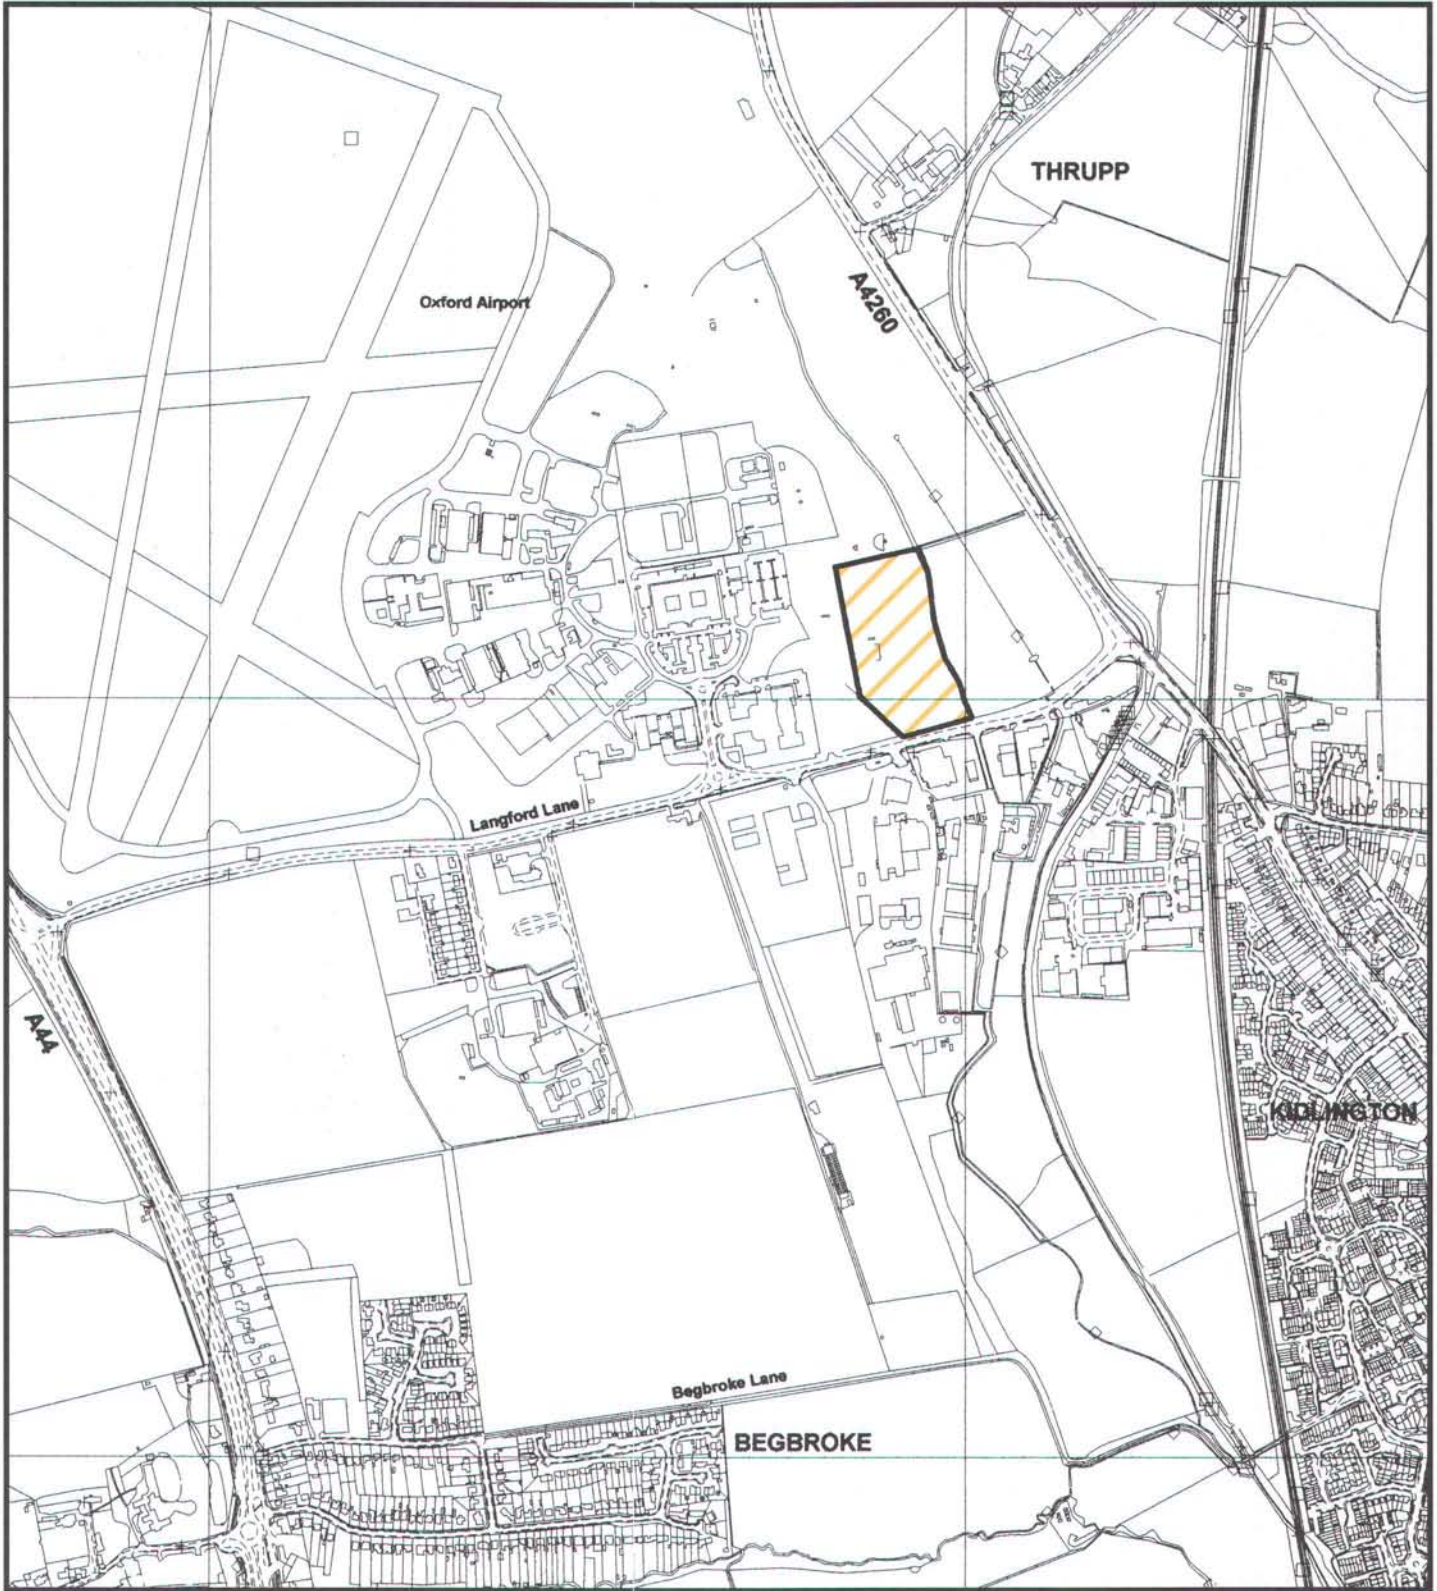 THRUPP
Oxford Airport
A4260
Langford Lane
A44
KIDLINGTON
Begbroke Lane
BEGBROKE